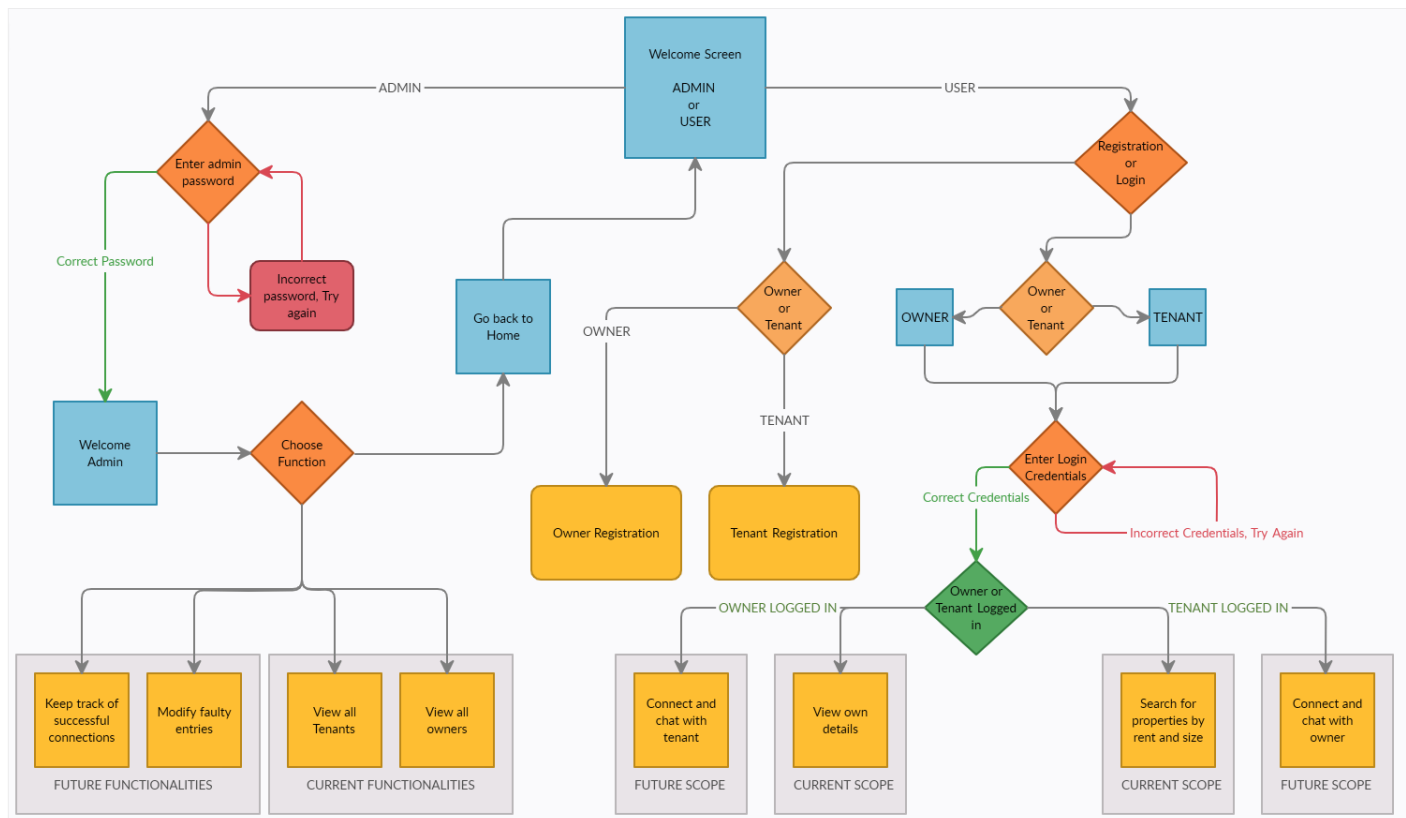 Welcome Screen
ADMIN
or
USER
ADMIN
USER
Enter admin
password
Registration
or
Login
Correct Password
Incorrect
password, Try
again
Go back to
Home
Owner
or
Tenant
OWNER
TENANT
Owner
or
Tenant
OWNER
TENANT
Welcome
Admin
Choose
Function
Enter Login
Credentials
Correct Credentials
Incorrect Credentials, Try Again
Owner Registration
Tenant Registration
Owner or
Tenant Logged
in
OWNER LOGGED IN
TENANT LOGGED IN
Keep track of
successful
connections
Modify faulty
entries
FUTURE FUNCTIONALITIES
View all
Tenants
View all
owners
CURRENT FUNCTIONALITIES
Connect and
chat with
tenant
FUTURE SCOPE
View own
details
CURRENT SCOPE
Search for
properties by
rent and size
CURRENT SCOPE
Connect and
chat with
owner
FUTURE SCOPE